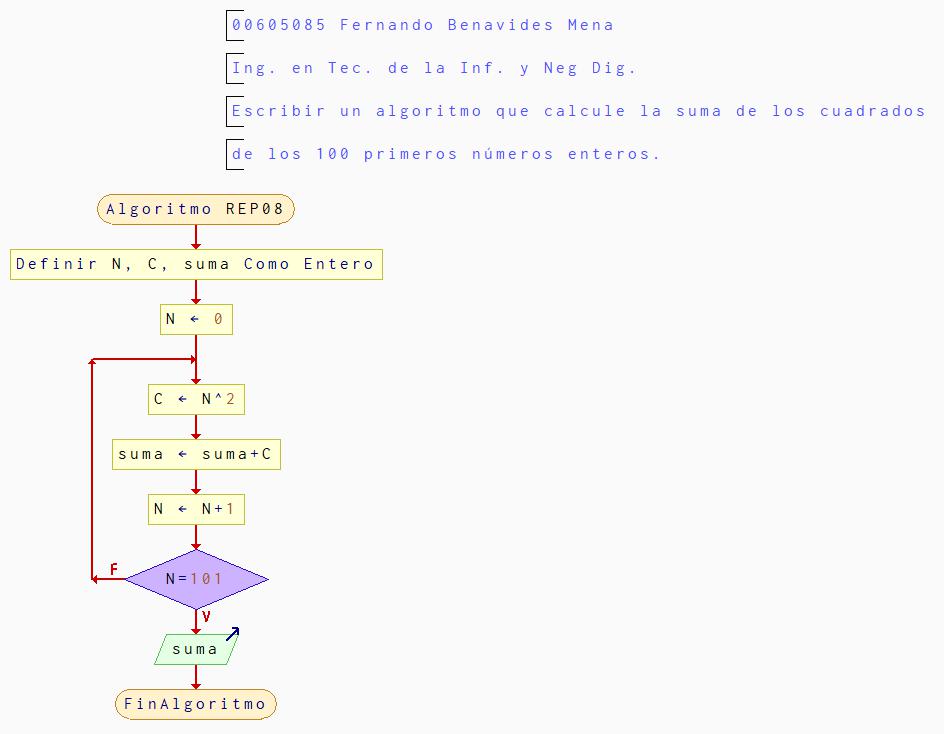 00605085 Fernando Benavides Mena
Ing. en Tec. de la Inf. y Neg Dig.
Escribir un algoritmo que calcule la suma de los cuadrados
de los 100 primeros números enteros.
Algoritmo REP08
Definir N, C, suma Como Entero
N ← 0
C ← N^2
suma ← suma+C
N ← N+1
F
N=101
V
suma
FinAlgoritmo